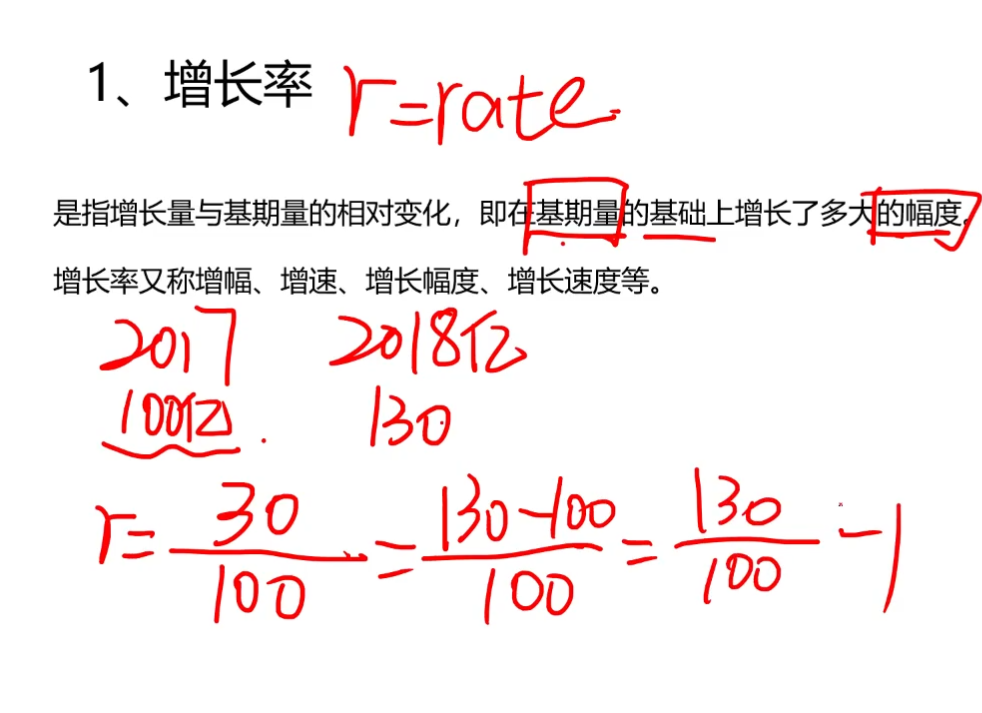 1、增长率 r=rate
是指增长量与基期量的相对变化，即在基期量的基础上增长了多大的幅度。
增长率又称增幅、增速、增长幅度、增长速度等。
2017 2018亿
100亿. 130
r=30/100=130-100/100=130/100-1